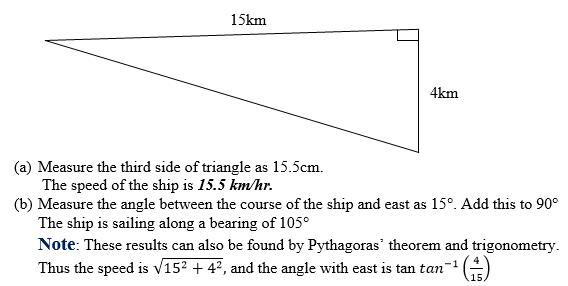 15km
4km
(a) Measure the third side of triangle as 15.5cm.
The speed of the ship is 15.5 km/hr.
(b) Measure the angle between the course of the ship and east as 15°. Add this to 90°
The ship is sailing along a bearing of 105°
Note: These results can also be found by Pythagoras' theorem and trigonometry.
Thus the speed is √15² + 4², and the angle with east is tan tan⁻¹ (4/15)